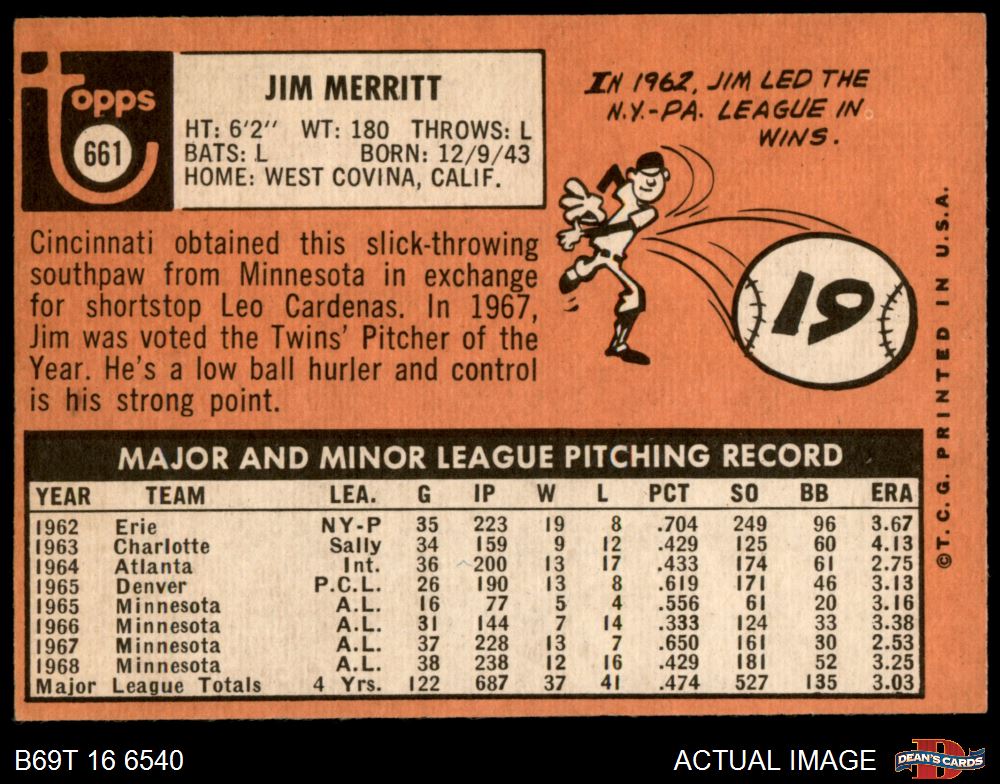 topps
661
JIM MERRITT
HT: 6'2" WT: 180 THROWS: L
BATS: L BORN: 12/9/43
HOME: WEST COVINA, CALIF.
IN 1962, JIM LED THE
N.Y.-PA. LEAGUE IN
WINS.
19
Cincinnati obtained this slick-throwing
southpaw from Minnesota in exchange
for shortstop Leo Cardenas. In 1967,
Jim was voted the Twins' Pitcher of the
Year. He's a low ball hurler and control
is his strong point.
MAJOR AND MINOR LEAGUE PITCHING RECORD
YEAR TEAM LEA. G IP W L PCT SO BB ERA
1962 Erie NY-P 35 223 19 8 .704 249 96 3.67
1963 Charlotte Sally 34 159 9 12 .429 125 60 4.13
1964 Atlanta Int. 36 200 13 17 .433 174 61 2.75
1965 Denver P.C.L. 26 190 13 8 .619 171 46 3.13
1965 Minnesota A.L. 16 77 5 4 .556 61 20 3.16
1966 Minnesota A.L. 31 144 7 14 .333 124 33 3.38
1967 Minnesota A.L. 37 228 13 7 .650 161 30 2.53
1968 Minnesota A.L. 38 238 12 16 .429 181 52 3.25
Major League Totals 4 Yrs. 122 687 37 41 .474 527 135 3.03
©T.C.G. PRINTED IN U.S.A.
B69T 16 6540
ACTUAL IMAGE
DEAN'S CARDS